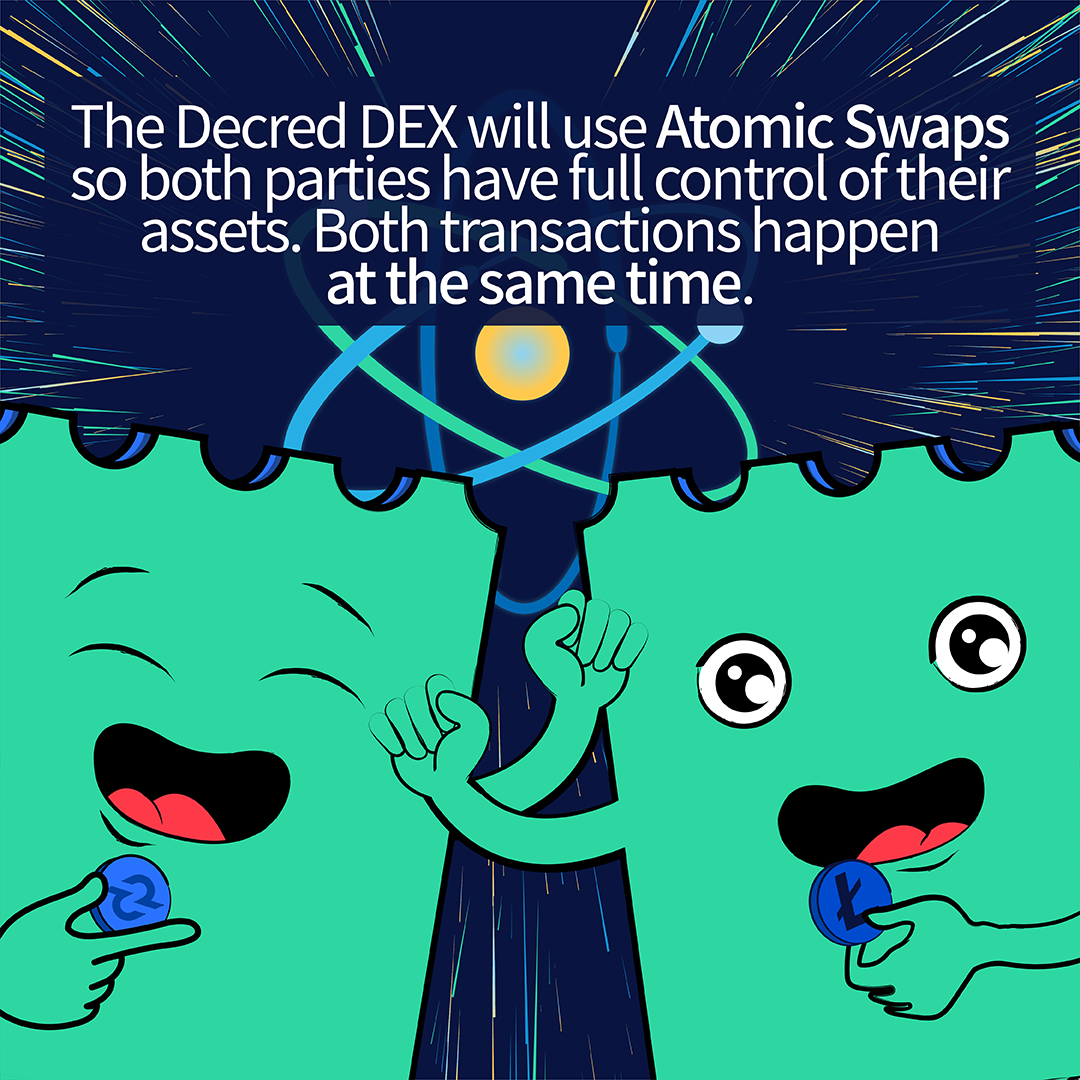 The Decred DEX will use Atomic Swaps
so both parties have full control of their
assets. Both transactions happen
at the same time.